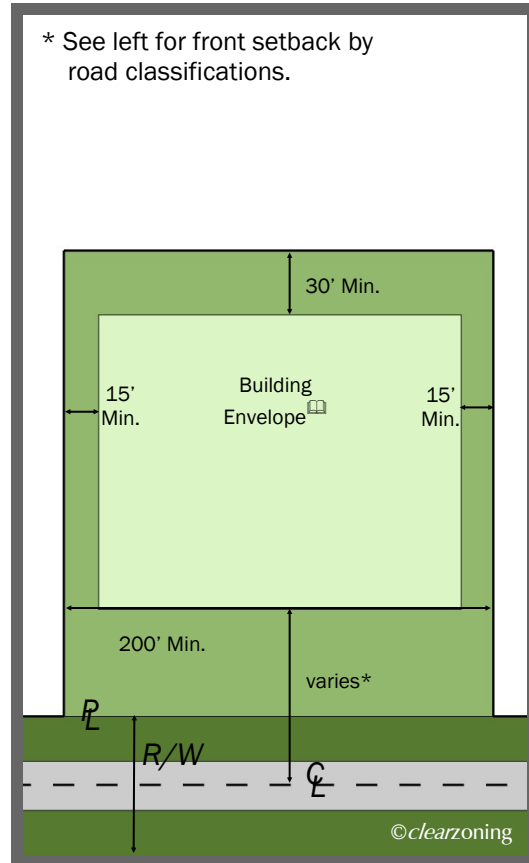 * See left for front setback by
road classifications.
30’ Min.
15’
Min.
Building
Envelope
15’
Min.
200’ Min.
varies*
PL
R/W
CL
©clearzoning